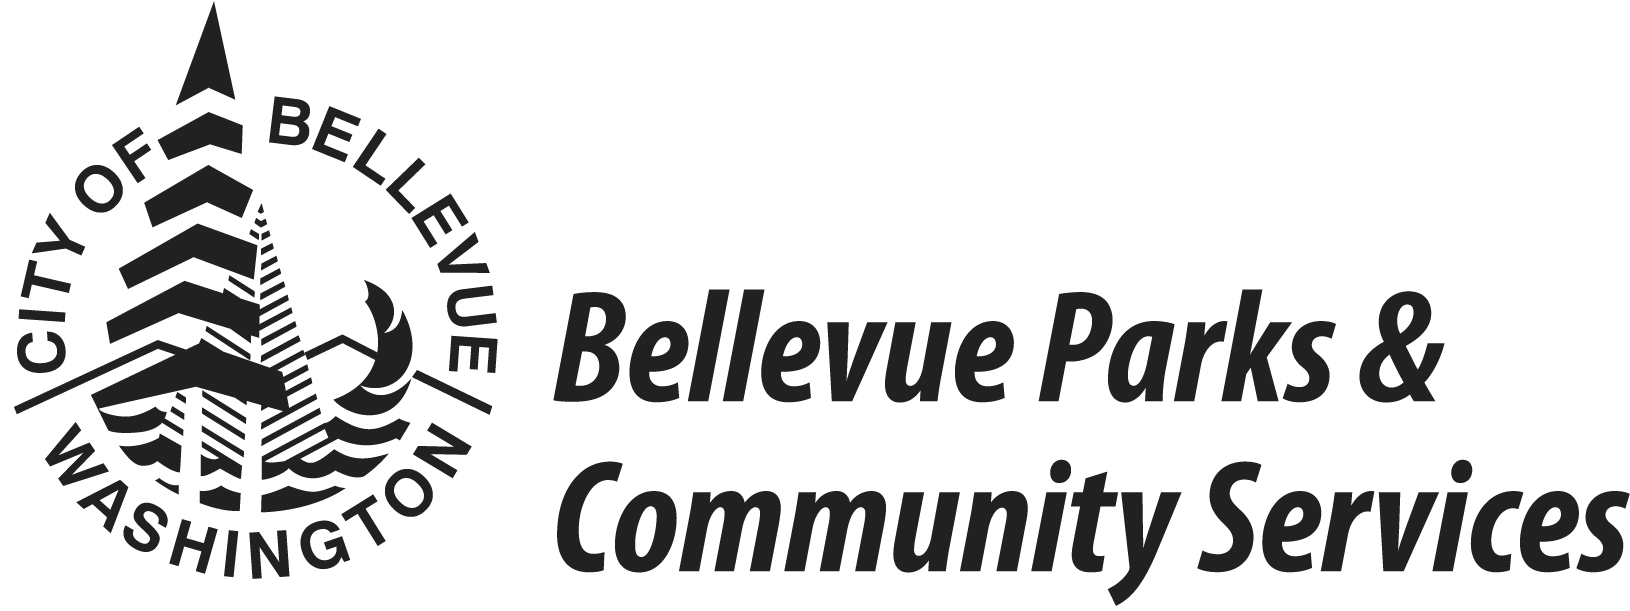 CITY OF BELLEVUE
WASHINGTON
Bellevue Parks &
Community Services